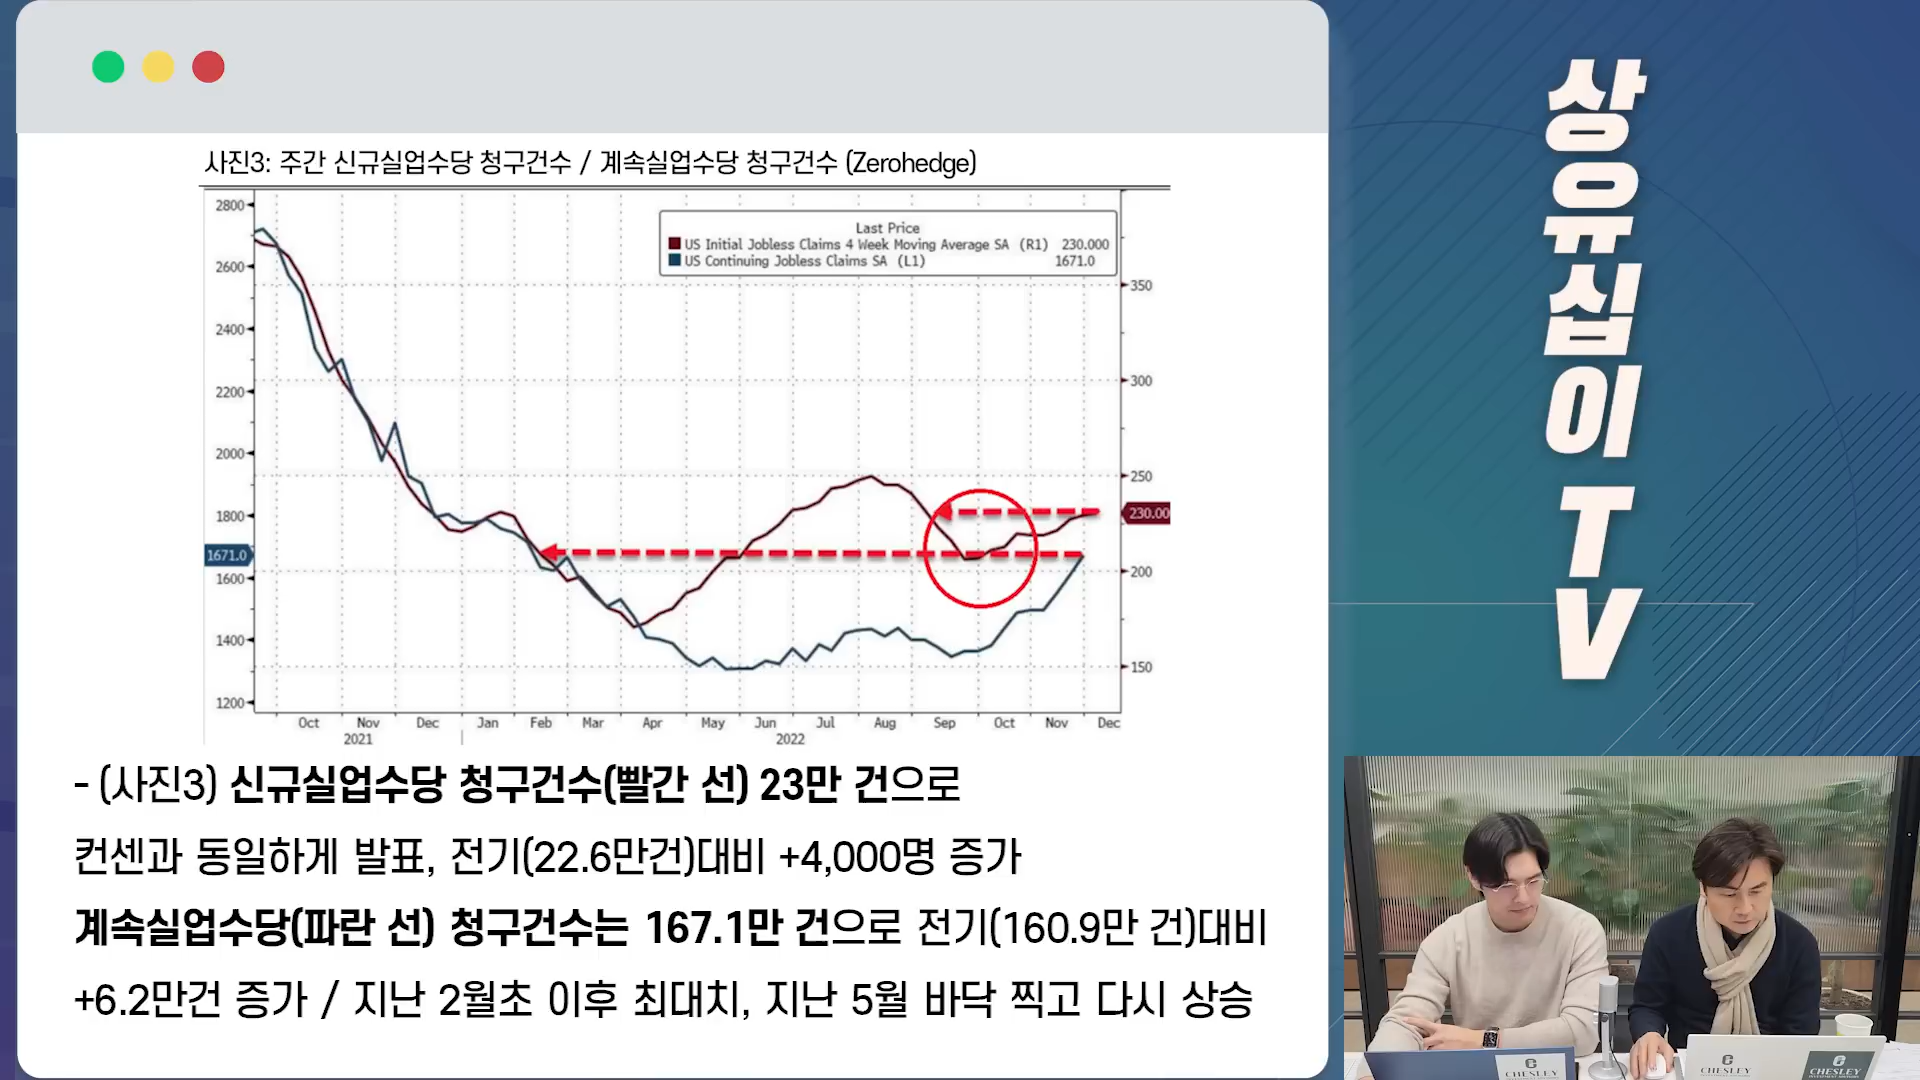 사진3: 주간 신규실업수당 청구건수 / 계속실업수당 청구건수 (Zerohedge)
Last Price
US Initial Jobless Claims 4 Week Moving Average SA (R1) 230.000
US Continuing Jobless Claims SA (L1) 1671.0
2800
2600
2400
2200
2000
1800
1671.0
1600
1400
1200
350
300
250
230.00
200
150
Oct Nov Dec Jan Feb Mar Apr May Jun Jul Aug Sep Oct Nov Dec
2021 2022
- (사진3) 신규실업수당 청구건수(빨간 선) 23만 건으로
컨센과 동일하게 발표, 전기(22.6만건)대비 +4,000명 증가
계속실업수당(파란 선) 청구건수는 167.1만 건으로 전기(160.9만 건)대비
+6.2만건 증가 / 지난 2월초 이후 최대치, 지난 5월 바닥 찍고 다시 상승
상유십이 TV
CHESLEY
CHESLEY
CHESLEY